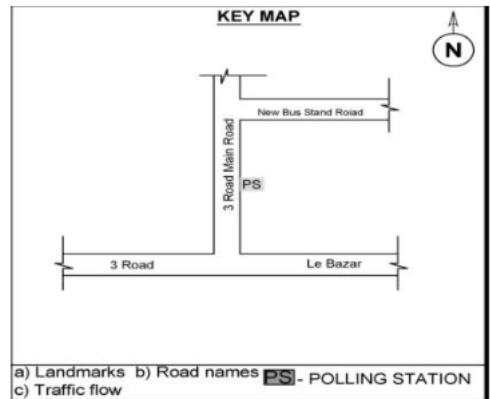 KEY MAP
N
New Bus Stand Roiad
3 Road Main Road
PS
3 Road
Le Bazar
a) Landmarks b) Road names PS - POLLING STATION
c) Traffic flow